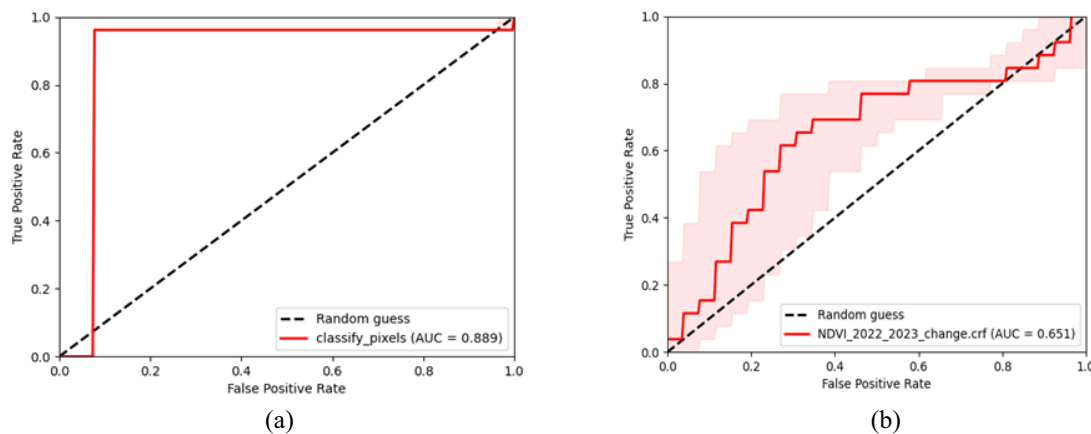 1.0
0.8
0.6
0.4
0.2
0.0
True Positive Rate
0.0 0.2 0.4 0.6 0.8 1.0
False Positive Rate
Random guess
classify_pixels (AUC = 0.889)
(a)
1.0
0.8
0.6
0.4
0.2
0.0
True Positive Rate
0.0 0.2 0.4 0.6 0.8 1.0
False Positive Rate
Random guess
NDVI_2022_2023_change.crf (AUC = 0.651)
(b)